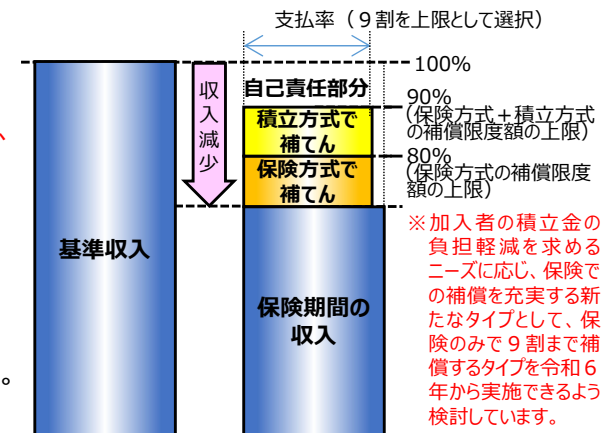 支払率（９割を上限として選択）
100%
収入減少
自己責任部分
90%
（保険方式＋積立方式
の補償限度額の上限）
積立方式で
補てん
80%
（保険方式の補償限度
額の上限）
保険方式で
補てん
基準収入
保険期間の
収入
※加入者の積立金の
負担軽減を求める
ニーズに応じ、保険で
の補償を充実する新
たなタイプとして、保
険のみで９割まで補
償するタイプを令和６
年から実施できるよう
検討しています。
、
。